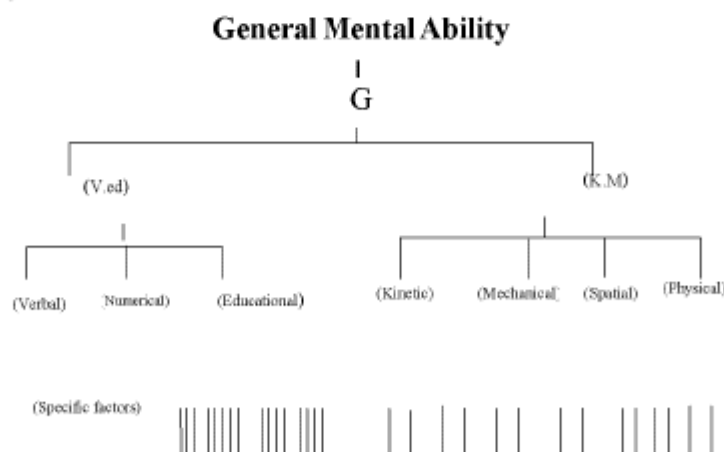 General Mental Ability
G
(V.ed) (K.M)
(Verbal) (Numerical) (Educational) (Kinetic) (Mechanical) (Spatial) (Physical)
(Specific factors)